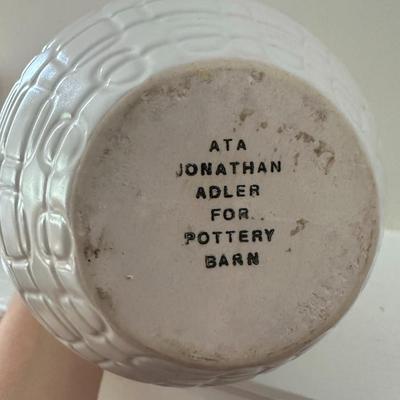 ATA
JONATHAN
ADLER
FOR
POTTERY
BARN